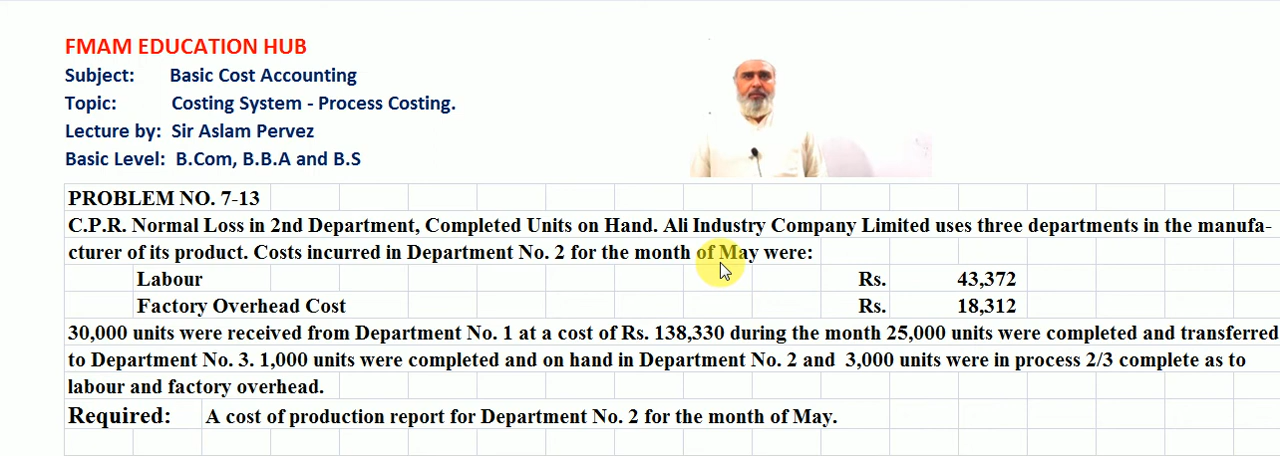 FMAM EDUCATION HUB
Subject: Basic Cost Accounting
Topic: Costing System - Process Costing.
Lecture by: Sir Aslam Pervez
Basic Level: B.Com, B.B.A and B.S
PROBLEM NO. 7-13
C.P.R. Normal Loss in 2nd Department, Completed Units on Hand. Ali Industry Company Limited uses three departments in the manufa-
cturer of its product. Costs incurred in Department No. 2 for the month of May were:
Labour Rs. 43,372
Factory Overhead Cost Rs. 18,312
30,000 units were received from Department No. 1 at a cost of Rs. 138,330 during the month 25,000 units were completed and transferred
to Department No. 3. 1,000 units were completed and on hand in Department No. 2 and 3,000 units were in process 2/3 complete as to
labour and factory overhead.
Required: A cost of production report for Department No. 2 for the month of May.